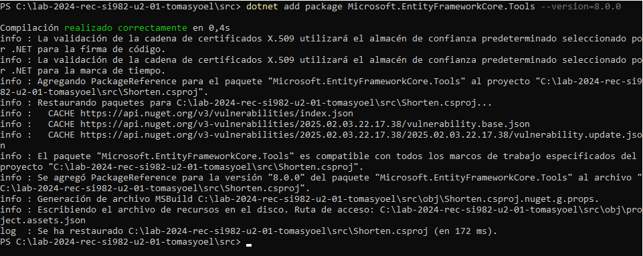 PS C:\lab-2024-rec-si982-u2-01-tomasyoel\src> dotnet add package Microsoft.EntityFrameworkCore.Tools --version=8.0.0
Compilación realizado correctamente en 0,4s
info : La validación de la cadena de certificados X.509 utilizará el almacén de confianza predeterminado seleccionado po
r .NET para la firma de código.
info : La validación de la cadena de certificados X.509 utilizará el almacén de confianza predeterminado seleccionado po
r .NET para la marca de tiempo.
info : Agregando PackageReference para el paquete "Microsoft.EntityFrameworkCore.Tools" al proyecto "C:\lab-2024-rec-si9
82-u2-01-tomasyoel\src\Shorten.csproj".
info : Restaurando paquetes para C:\lab-2024-rec-si982-u2-01-tomasyoel\src\Shorten.csproj...
info :   CACHE https://api.nuget.org/v3/vulnerabilities/index.json
info :   CACHE https://api.nuget.org/v3-vulnerabilities/2025.02.03.22.17.38/vulnerability.base.json
info :   CACHE https://api.nuget.org/v3-vulnerabilities/2025.02.03.22.17.38/2025.02.03.22.17.38/vulnerability.update.jso
n
info : El paquete "Microsoft.EntityFrameworkCore.Tools" es compatible con todos los marcos de trabajo especificados del
proyecto "C:\lab-2024-rec-si982-u2-01-tomasyoel\src\Shorten.csproj".
info : Se agregó PackageReference para la versión "8.0.0" del paquete "Microsoft.EntityFrameworkCore.Tools" al archivo "
C:\lab-2024-rec-si982-u2-01-tomasyoel\src\Shorten.csproj".
info : Generación de archivo MSBuild C:\lab-2024-rec-si982-u2-01-tomasyoel\src\obj\Shorten.csproj.nuget.g.props.
info : Escribiendo el archivo de recursos en el disco. Ruta de acceso: C:\lab-2024-rec-si982-u2-01-tomasyoel\src\obj\pro
ject.assets.json
log  : Se ha restaurado C:\lab-2024-rec-si982-u2-01-tomasyoel\src\Shorten.csproj (en 172 ms).
PS C:\lab-2024-rec-si982-u2-01-tomasyoel\src>